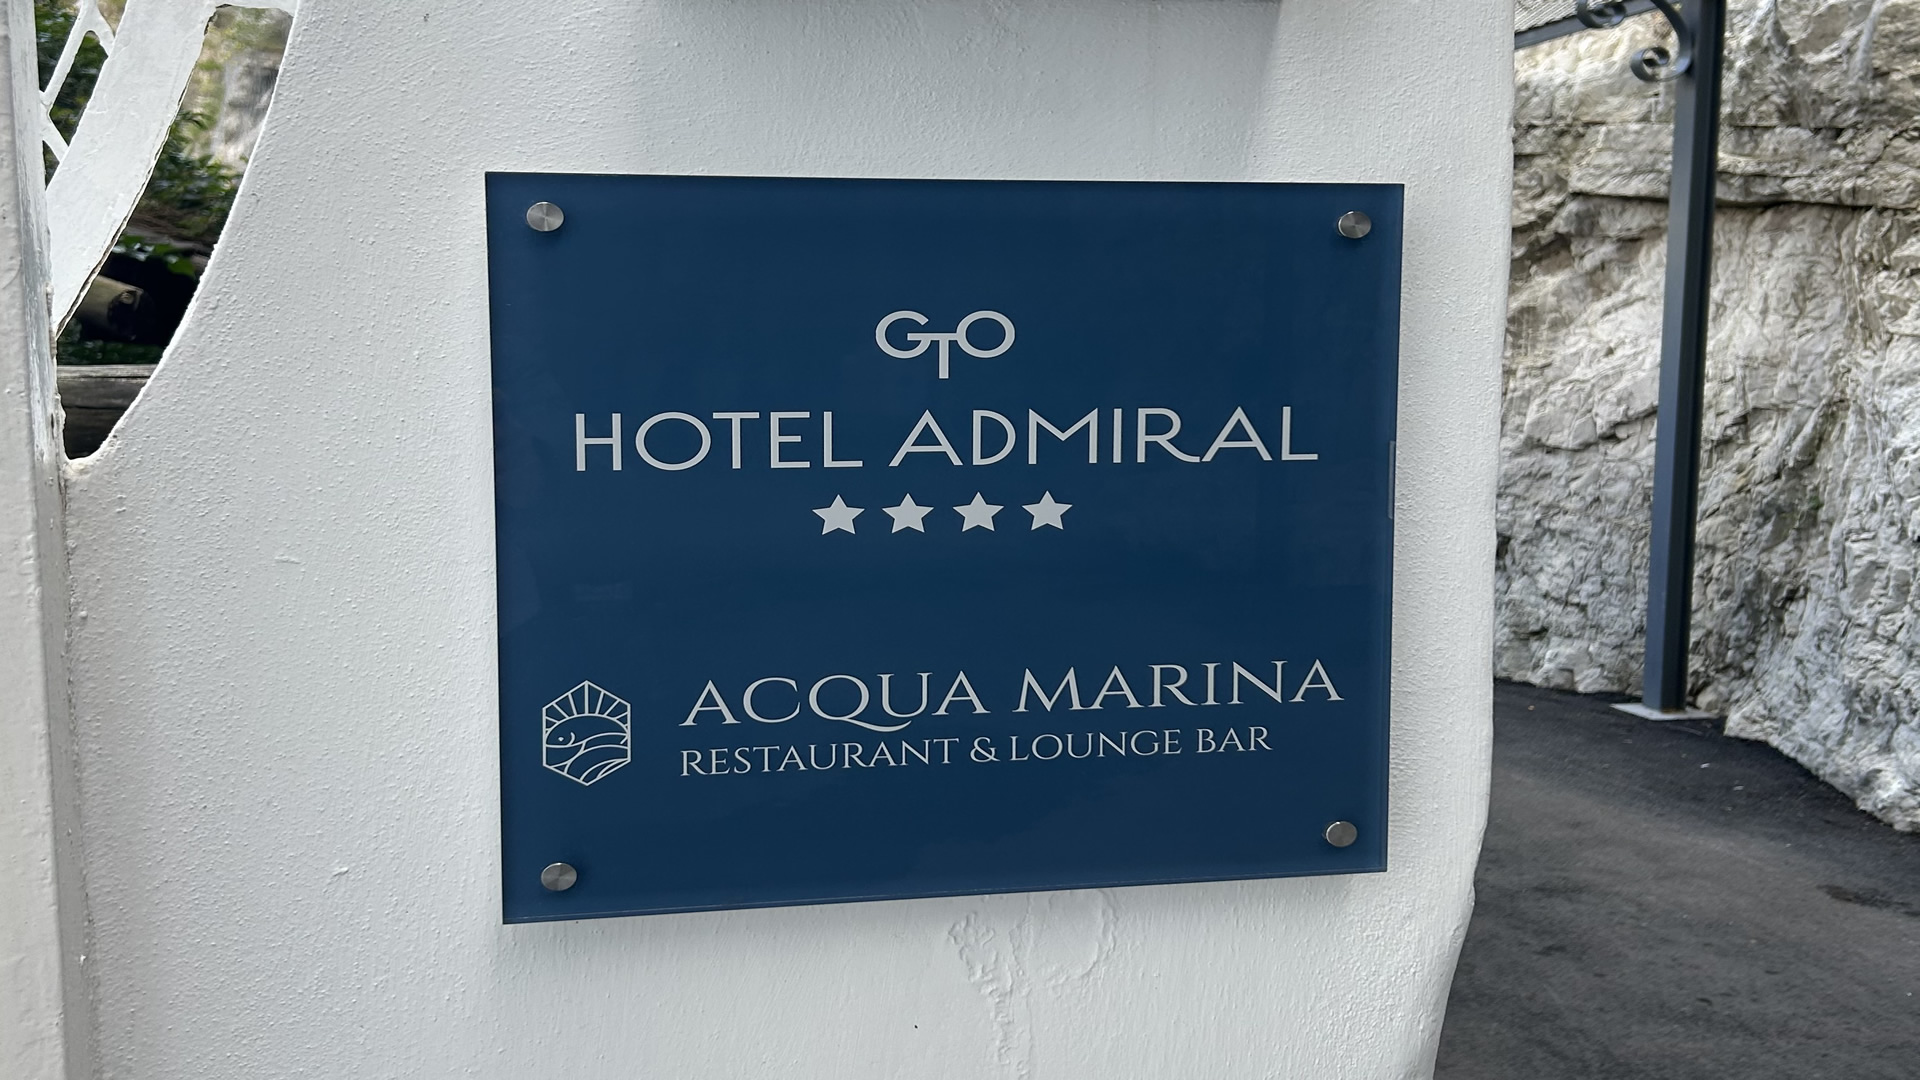 GTO
HOTEL ADMIRAL
ACQUA MARINA
RESTAURANT & LOUNGE BAR